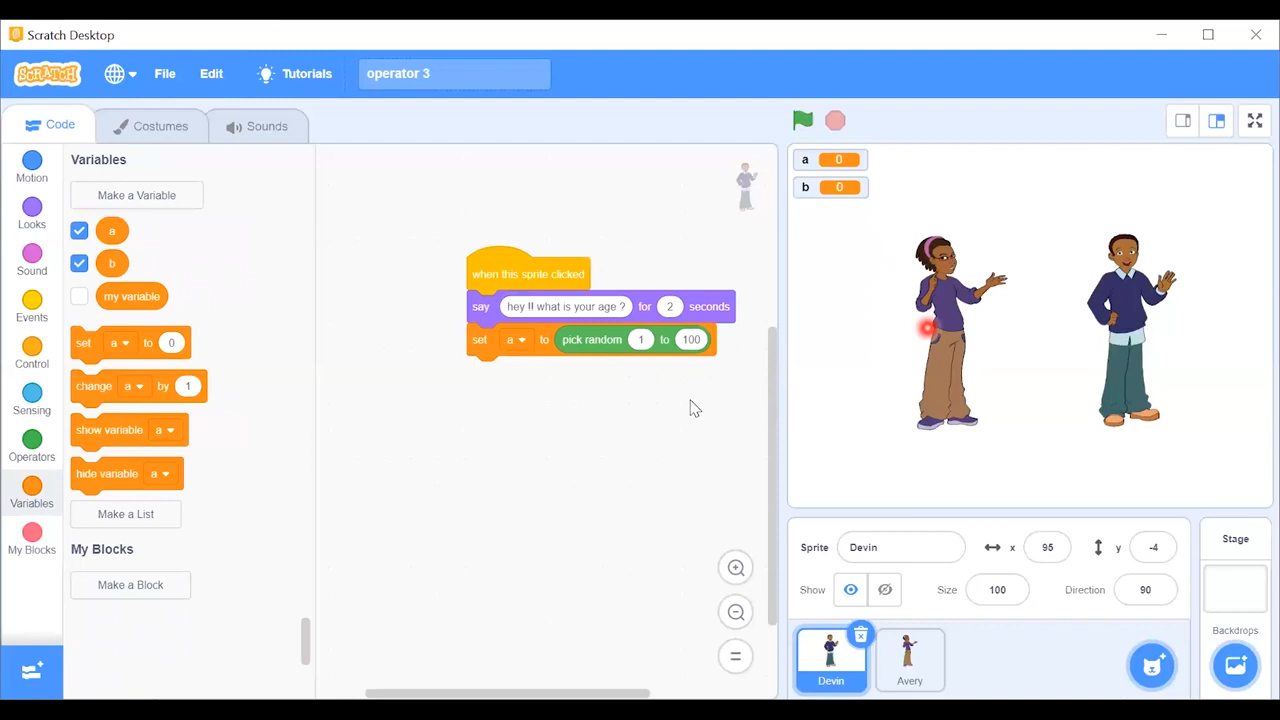 Scratch Desktop
SCRATCH File Edit Tutorials operator 3
Code Costumes Sounds
Motion
Looks
Sound
Events
Control
Sensing
Operators
Variables
My Blocks
Variables
Make a Variable
a
b
my variable
set a to 0
change a by 1
show variable a
hide variable a
Make a List
My Blocks
Make a Block
when this sprite clicked
say hey !! what is your age ? for 2 seconds
set a to pick random 1 to 100
a 0
b 0
Sprite Devin x 95 y -4
Show Size 100 Direction 90
Devin
Avery
Stage
Backdrops